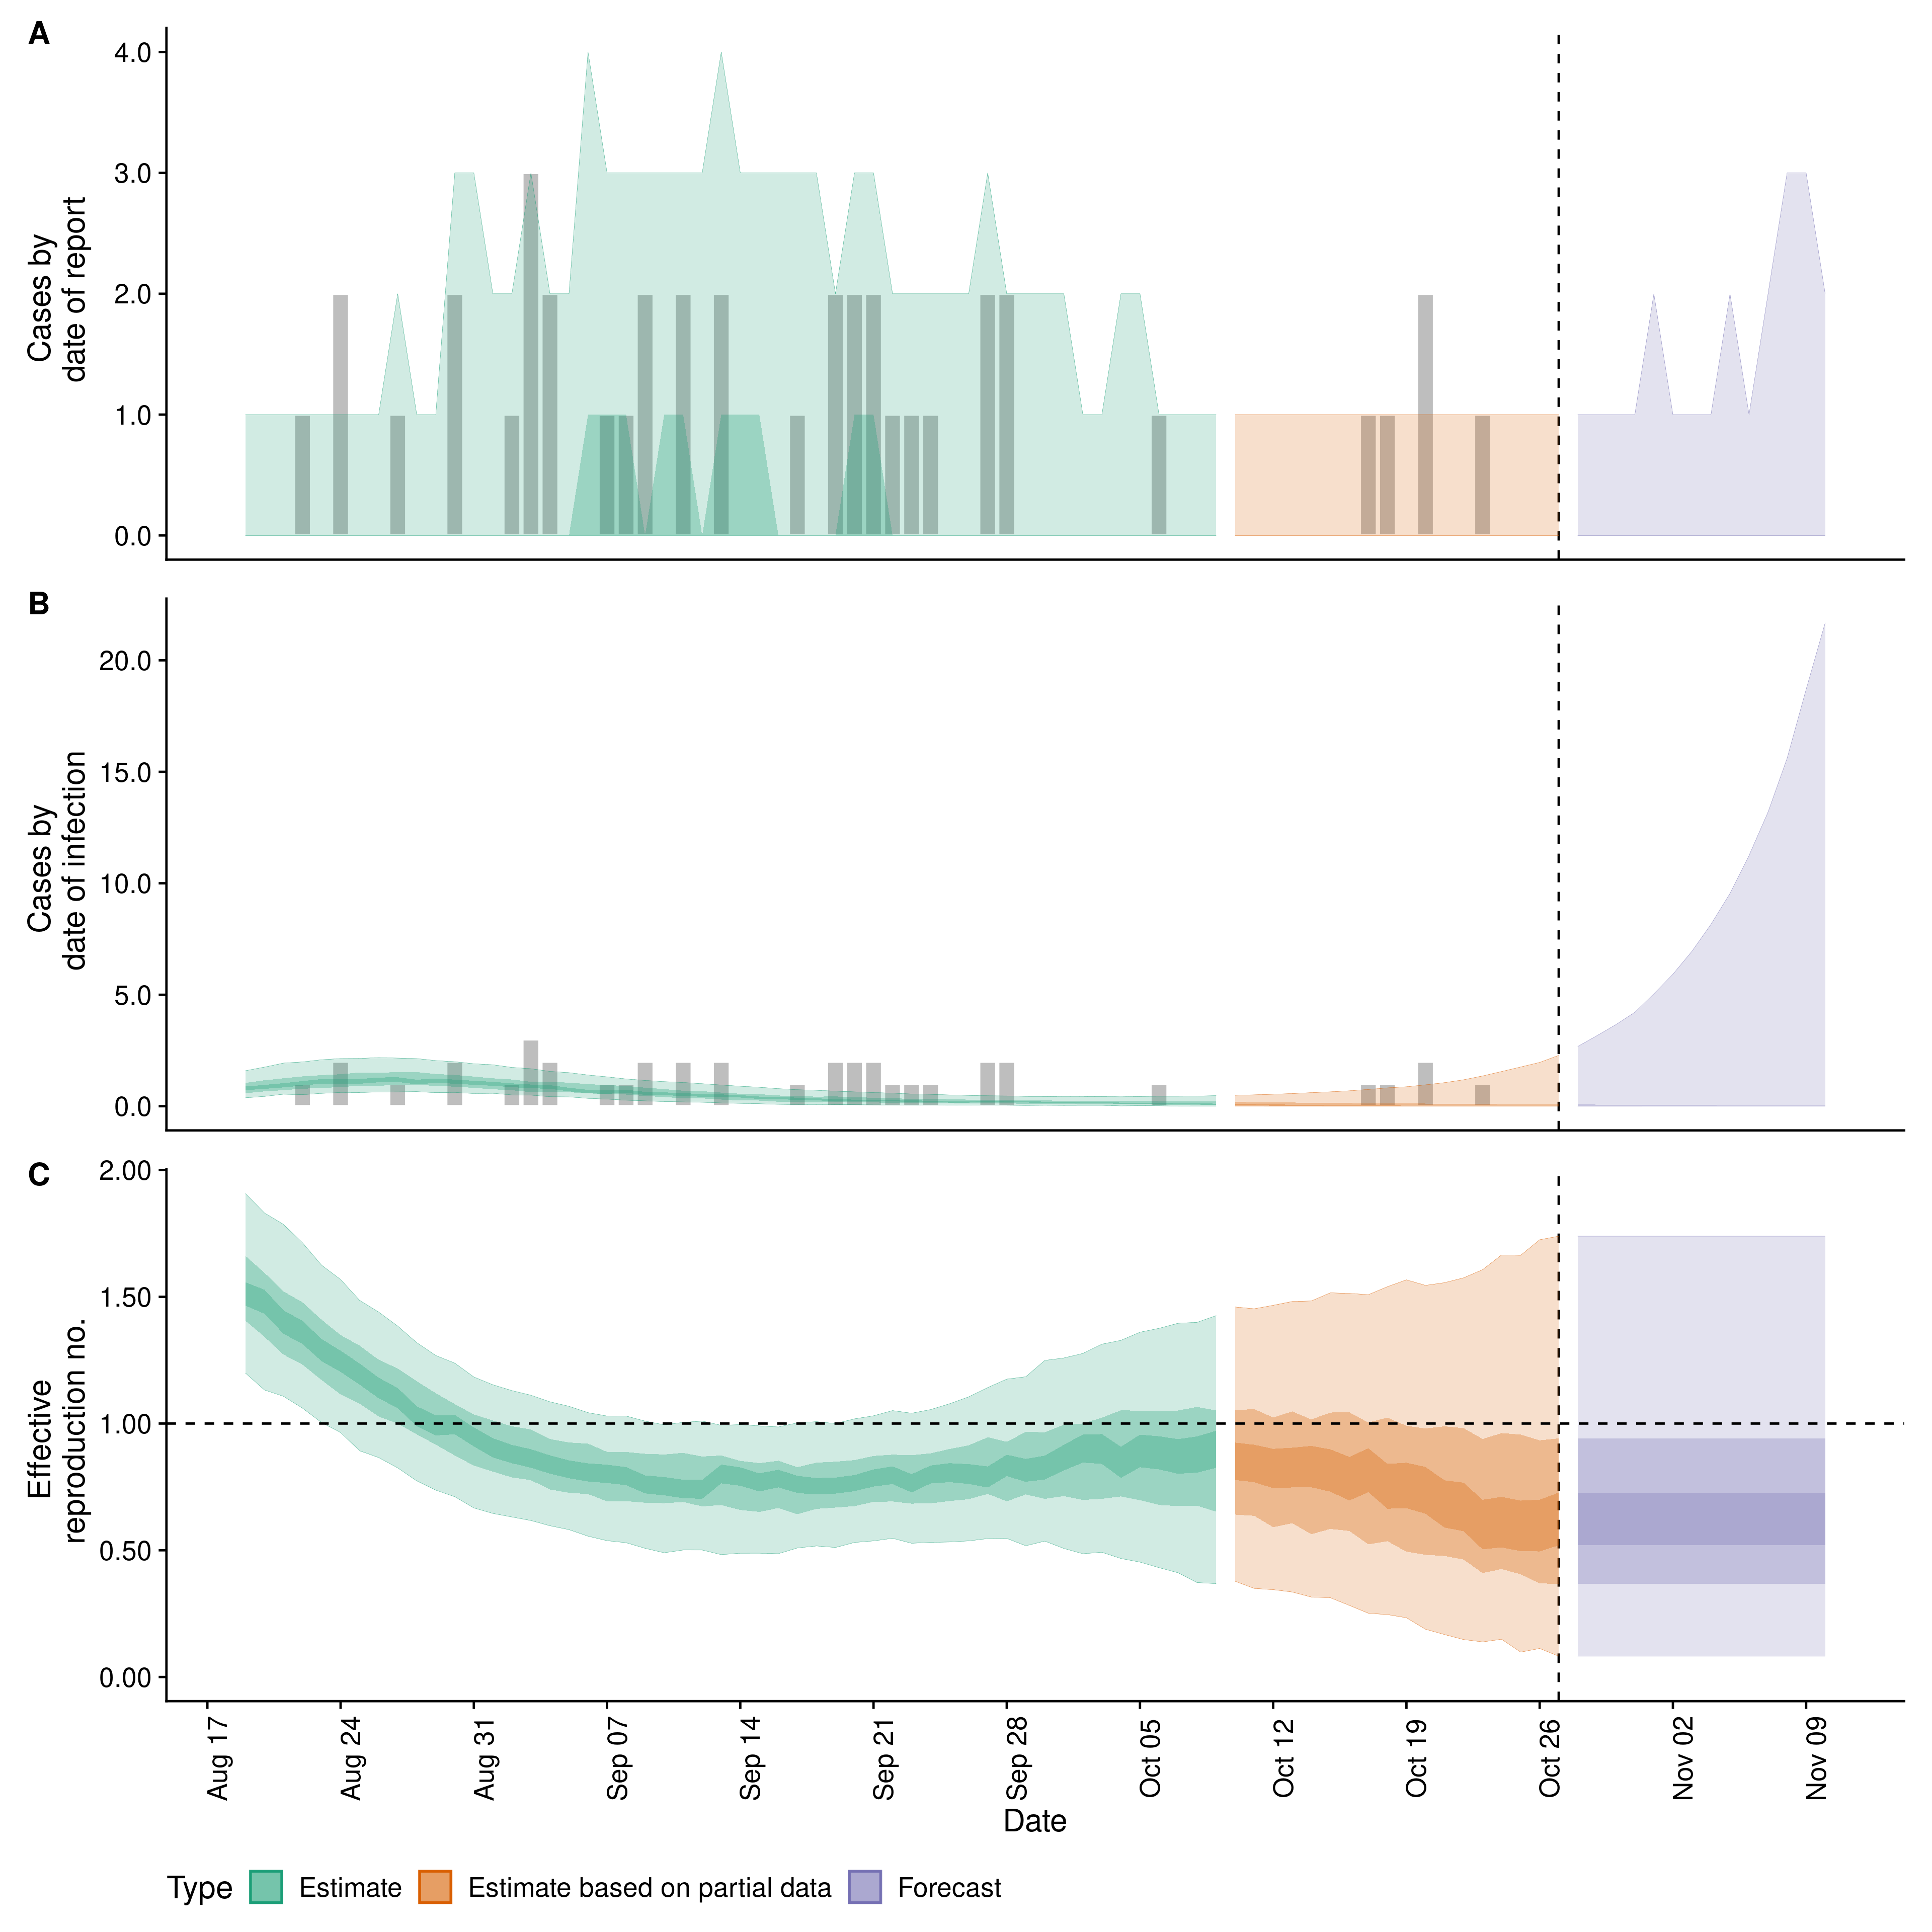 A
Cases by
date of report
4.0
3.0
2.0
1.0
0.0
B
Cases by
date of infection
20.0
15.0
10.0
5.0
0.0
C
Effective
reproduction no.
2.00
1.50
1.00
0.50
0.00
Aug 17
Aug 24
Aug 31
Sep 07
Sep 14
Sep 21
Sep 28
Oct 05
Oct 12
Oct 19
Oct 26
Nov 02
Nov 09
Date
Type Estimate Estimate based on partial data Forecast